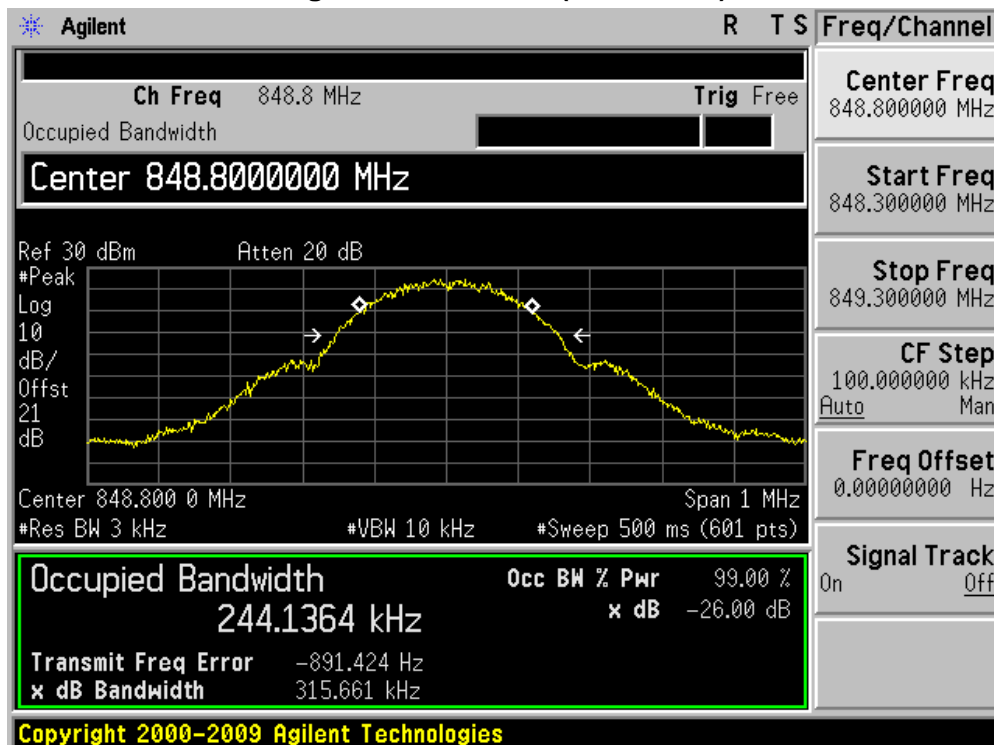 Agilent
R T S
Freq/Channel
Ch Freq 848.8 MHz
Trig Free
Occupied Bandwidth
Center 848.8000000 MHz
Ref 30 dBm
Atten 20 dB
#Peak
Log
10
dB/
Offst
21
dB
Center 848.800 0 MHz
Span 1 MHz
#Res BW 3 kHz
#VBW 10 kHz
#Sweep 500 ms (601 pts)
Occupied Bandwidth
244.1364 kHz
Occ BW % Pwr 99.00 %
x dB -26.00 dB
Transmit Freq Error -891.424 Hz
x dB Bandwidth 315.661 kHz
Center Freq
848.800000 MHz
Start Freq
848.300000 MHz
Stop Freq
849.300000 MHz
CF Step
100.000000 kHz
Auto Man
Freq Offset
0.00000000 Hz
Signal Track
On Off
Copyright 2000-2009 Agilent Technologies